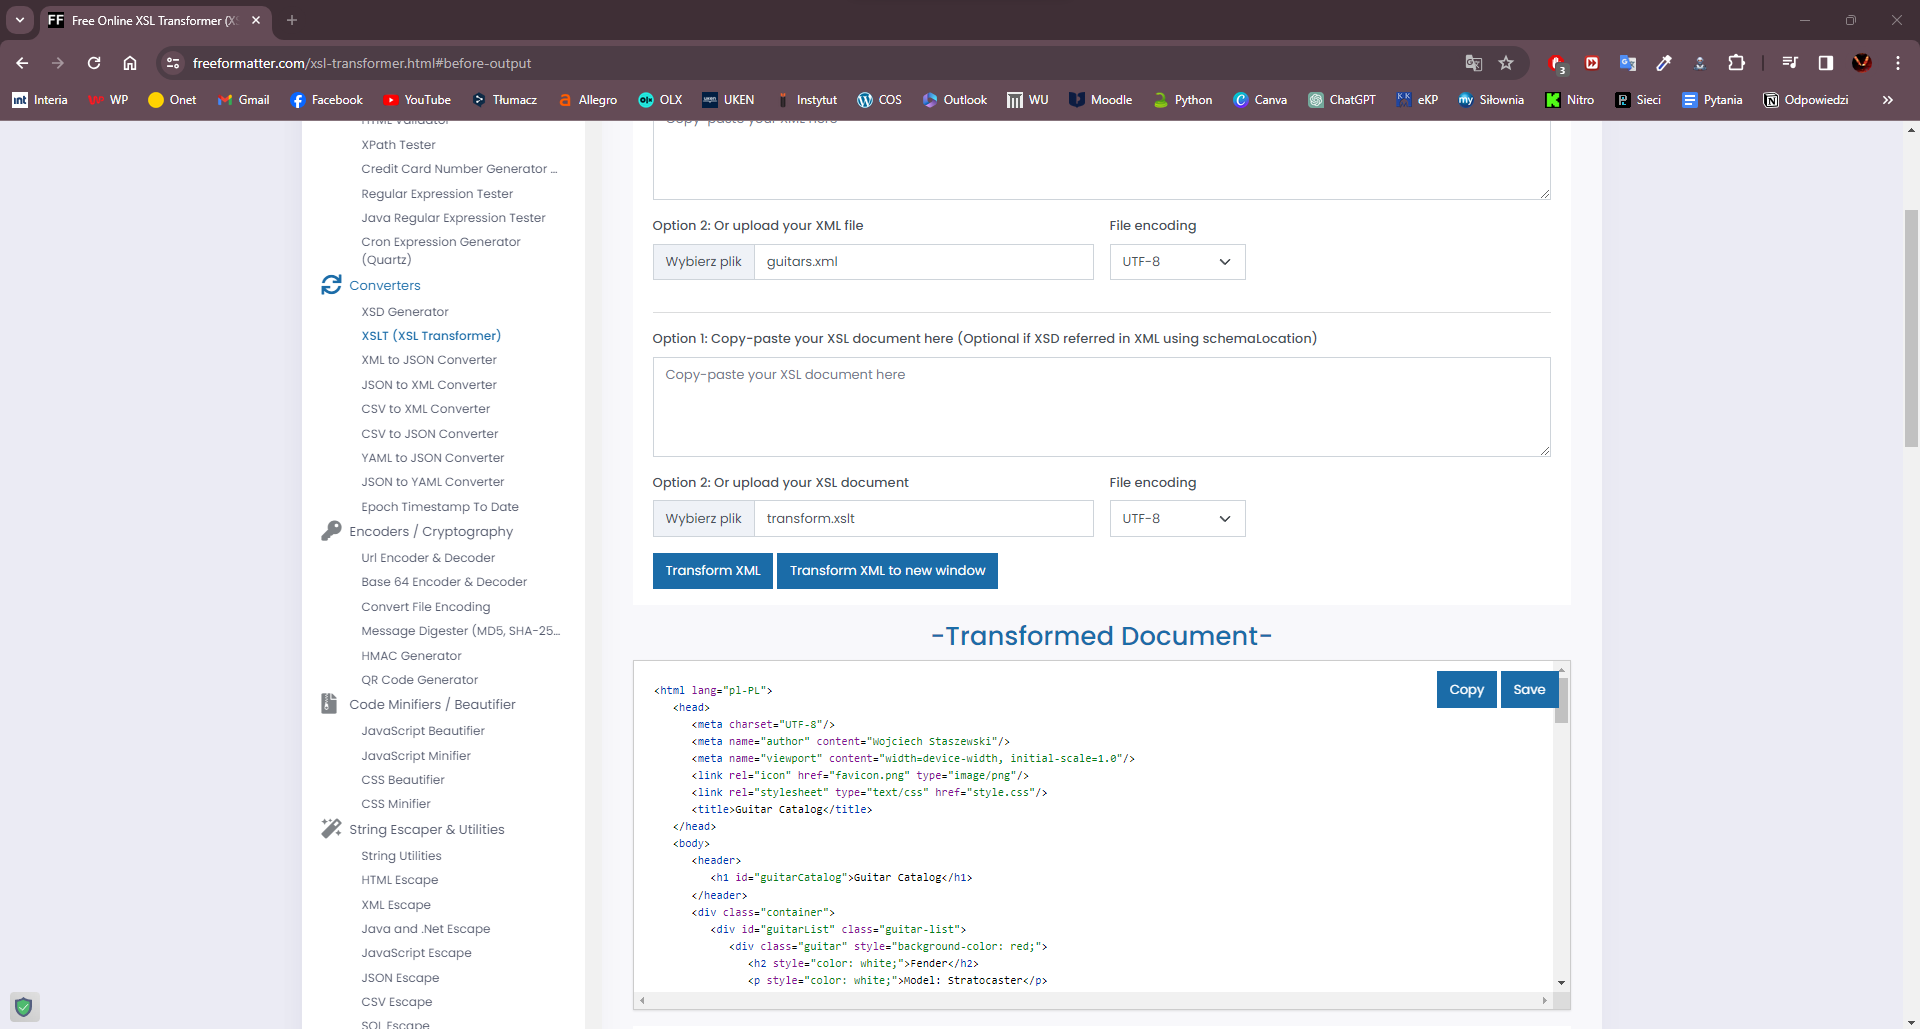 Free Online XSL Transformer (XS
freeformatter.com/xsl-transformer.html#before-output
3
Interia
WP
Onet
Gmail
Facebook
YouTube
Tłumacz
Allegro
OLX
UKEN
Instytut
COS
Outlook
WU
Moodle
Python
Canva
ChatGPT
eKP
Siłownia
Nitro
Sieci
Pytania
Odpowiedzi
HTML Validator
XPath Tester
Credit Card Number Generator ...
Regular Expression Tester
Java Regular Expression Tester
Cron Expression Generator
(Quartz)
Converters
XSD Generator
XSLT (XSL Transformer)
XML to JSON Converter
JSON to XML Converter
CSV to XML Converter
CSV to JSON Converter
YAML to JSON Converter
JSON to YAML Converter
Epoch Timestamp To Date
Encoders / Cryptography
Url Encoder & Decoder
Base 64 Encoder & Decoder
Convert File Encoding
Message Digester (MD5, SHA-25...
HMAC Generator
QR Code Generator
Code Minifiers / Beautifier
JavaScript Beautifier
JavaScript Minifier
CSS Beautifier
CSS Minifier
String Escaper & Utilities
String Utilities
HTML Escape
XML Escape
Java and .Net Escape
JavaScript Escape
JSON Escape
CSV Escape
SQL Escape
Copy-paste your XML here
Option 2: Or upload your XML file
File encoding
Wybierz plik guitars.xml
UTF-8
Option 1: Copy-paste your XSL document here (Optional if XSD referred in XML using schemaLocation)
Copy-paste your XSL document here
Option 2: Or upload your XSL document
File encoding
Wybierz plik transform.xslt
UTF-8
Transform XML
Transform XML to new window
-Transformed Document-
Copy
Save
<html lang="pl-PL">
<head>
<meta charset="UTF-8"/>
<meta name="author" content="Wojciech Staszewski"/>
<meta name="viewport" content="width=device-width, initial-scale=1.0"/>
<link rel="icon" href="favicon.png" type="image/png"/>
<link rel="stylesheet" type="text/css" href="style.css"/>
<title>Guitar Catalog</title>
</head>
<body>
<header>
<h1 id="guitarCatalog">Guitar Catalog</h1>
</header>
<div class="container">
<div id="guitarList" class="guitar-list">
<div class="guitar" style="background-color: red;">
<h2 style="color: white;">Fender</h2>
<p style="color: white;">Model: Stratocaster</p>